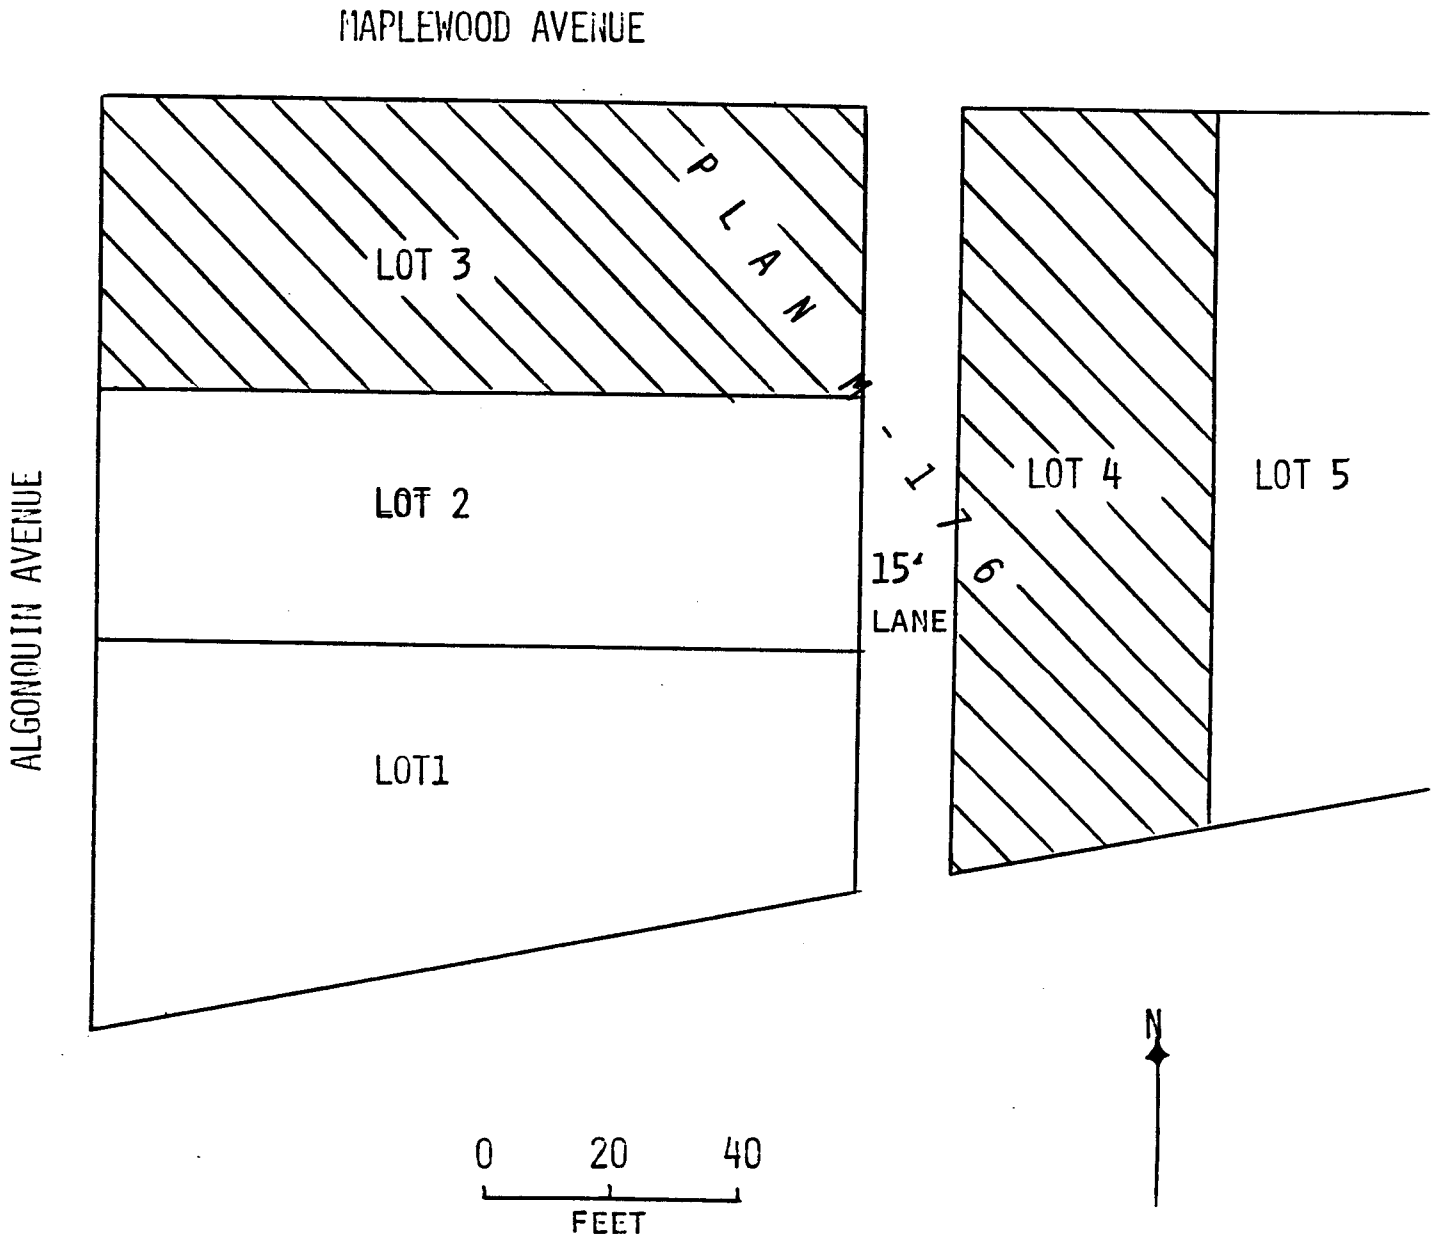 MAPLEWOOD AVENUE
PLAN M-176
LOT 3
LOT 2
LOT 4
LOT 5
15'
LANE
ALGONQUIN AVENUE
LOT1
N
0 20 40
FEET